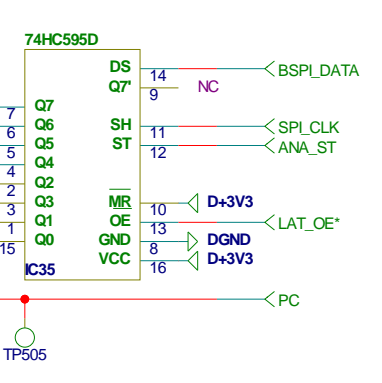 74HC595D
DS 14 BSPI_DATA
Q7' 9 NC
7 Q7
6 Q6 SH 11 SPI_CLK
5 Q5 ST 12 ANA_ST
4 Q4
2 Q2
3 Q3 MR 10 D+3V3
1 Q1 OE 13 LAT_OE*
15 Q0 GND 8 DGND
VCC 16 D+3V3
IC35
PC
TP505